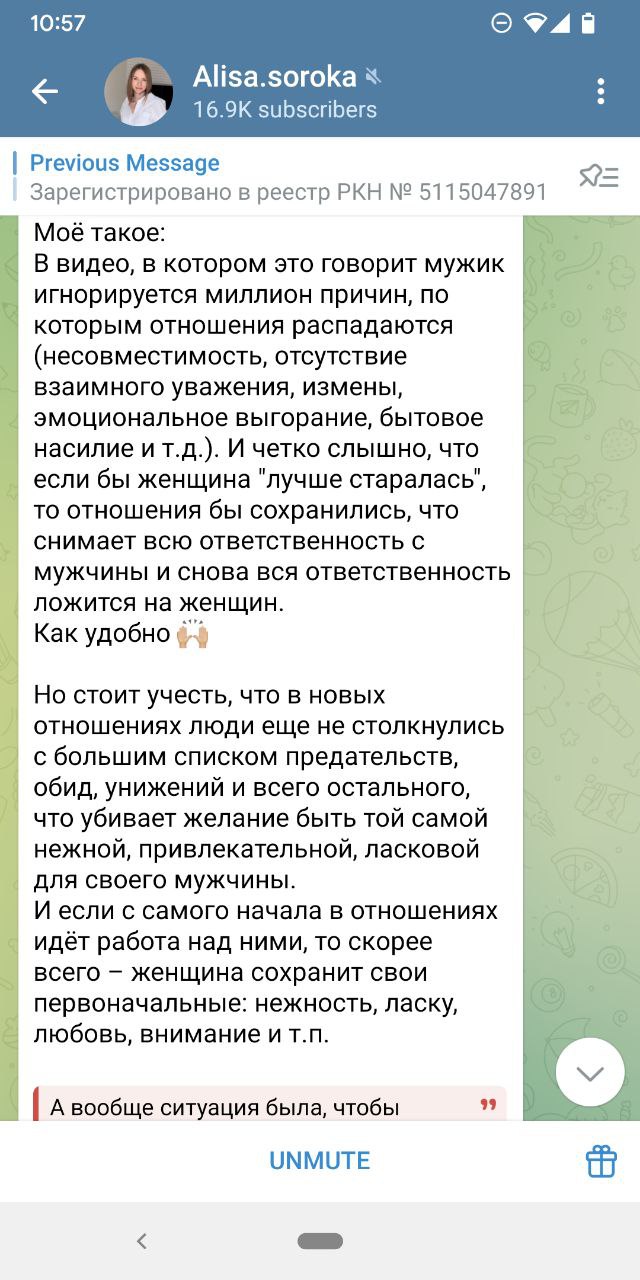 10:57
Alisa.soroka
16.9K subscribers
Previous Message
Зарегистрировано в реестр РКН № 5115047891
Моё такое:
В видео, в котором это говорит мужик
игнорируется миллион причин, по
которым отношения распадаются
(несовместимость, отсутствие
взаимного уважения, измены,
эмоциональное выгорание, бытовое
насилие и т.д.). И четко слышно, что
если бы женщина "лучше старалась",
то отношения бы сохранились, что
снимает всю ответственность с
мужчины и снова вся ответственность
ложится на женщин.
Как удобно 🙌🏼
Но стоит учесть, что в новых
отношениях люди еще не столкнулись
с большим списком предательств,
обид, унижений и всего остального,
что убивает желание быть той самой
нежной, привлекательной, ласковой
для своего мужчины.
И если с самого начала в отношениях
идёт работа над ними, то скорее
всего – женщина сохранит свои
первоначальные: нежность, ласку,
любовь, внимание и т.п.
А вообще ситуация была, чтобы
UNMUTE